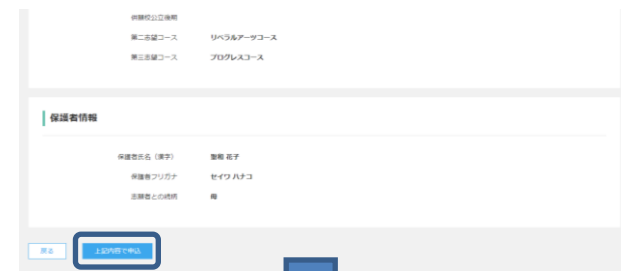 併願校公立後期
第二志望コース リベラルアーツコース
第三志望コース プログレスコース
保護者情報
保護者氏名（漢字） 聖和 花子
保護者フリガナ セイワ ハナコ
志願者との続柄 母
戻る 上記内容で申込